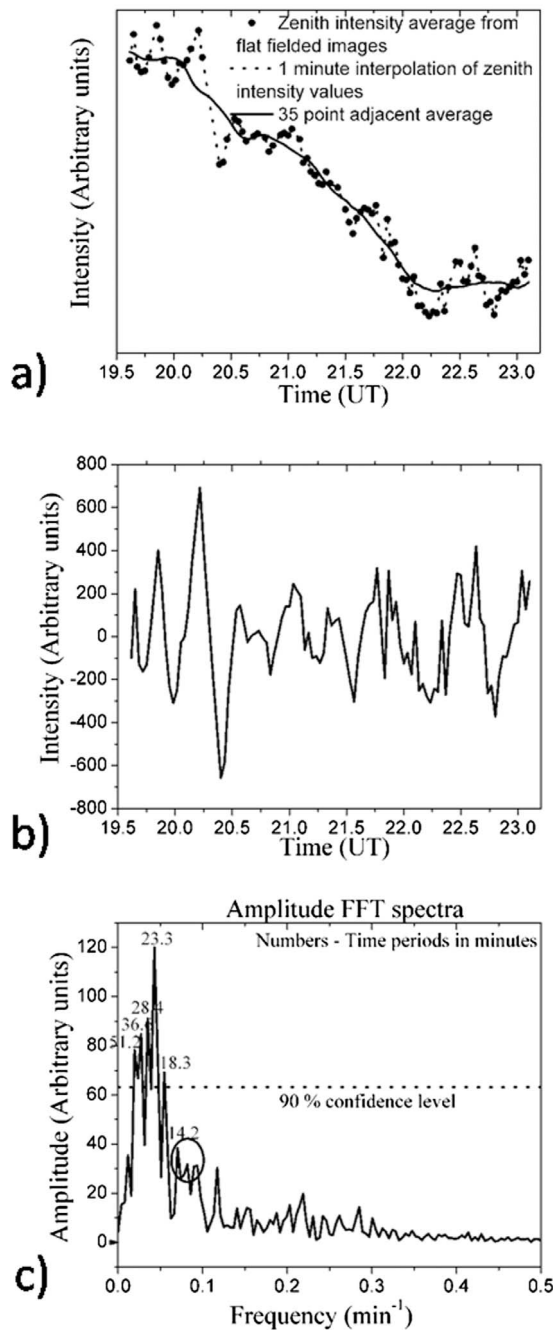 Zenith intensity average from
flat fielded images
1 minute interpolation of zenith
intensity values
35 point adjacent average
Intensity (Arbitrary units)
19.5 20.0 20.5 21.0 21.5 22.0 22.5 23.0
Time (UT)
a)
800
600
400
200
0
-200
-400
-600
-800
Intensity (Arbitrary units)
19.5 20.0 20.5 21.0 21.5 22.0 22.5 23.0
Time (UT)
b)
Amplitude FFT spectra
Numbers - Time periods in minutes
23.3
28.4
18.3
14.2
90 % confidence level
120
100
80
60
40
20
0
Amplitude (Arbitrary units)
0.0 0.1 0.2 0.3 0.4 0.5
Frequency (min⁻¹)
c)